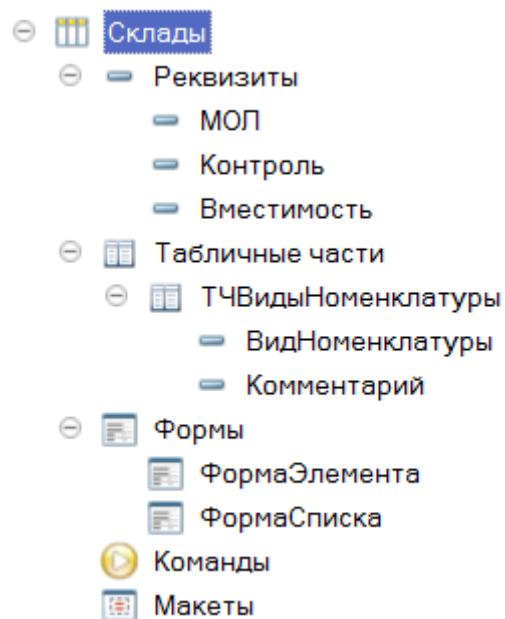 Склады
Реквизиты
МОЛ
Контроль
Вместимость
Табличные части
ТЧВидыНоменклатуры
ВидНоменклатуры
Комментарий
Формы
ФормаЭлемента
ФормаСписка
Команды
Макеты